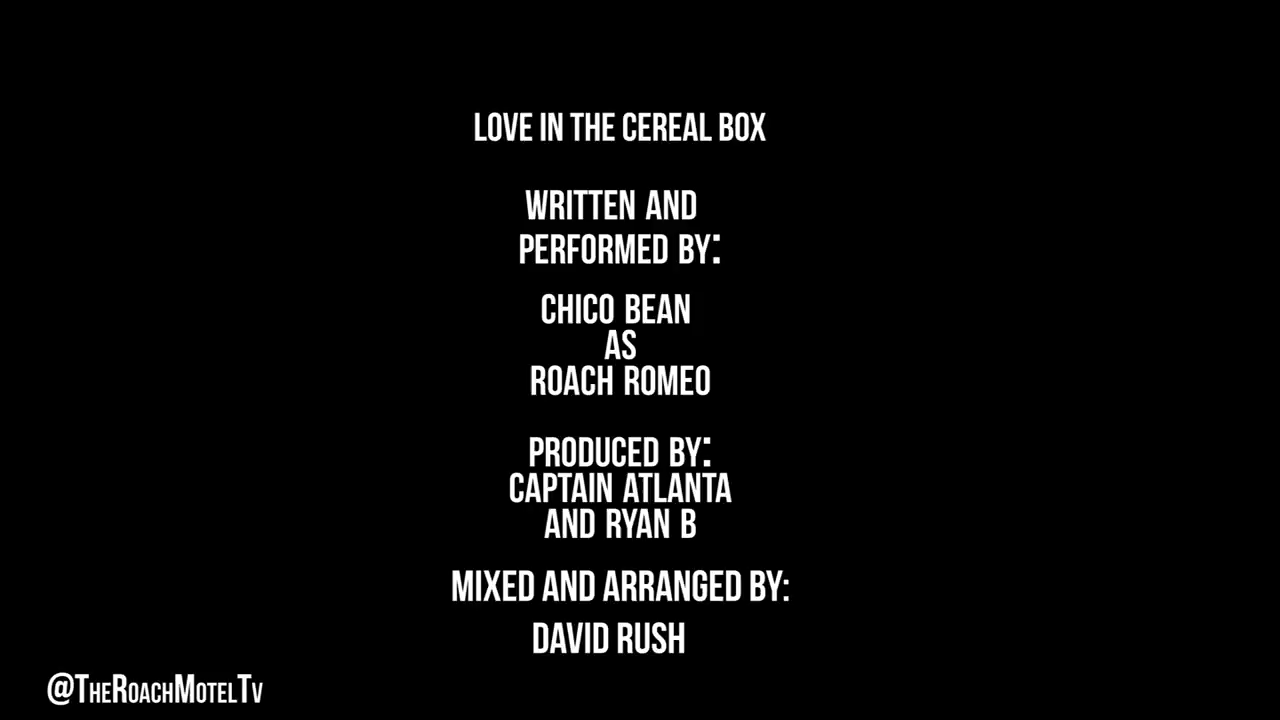 LOVE IN THE CEREAL BOX
WRITTEN AND
PERFORMED BY:
CHICO BEAN
AS
ROACH ROMEO
PRODUCED BY:
CAPTAIN ATLANTA
AND RYAN B
MIXED AND ARRANGED BY:
DAVID RUSH
@THEROACHMOTELTV